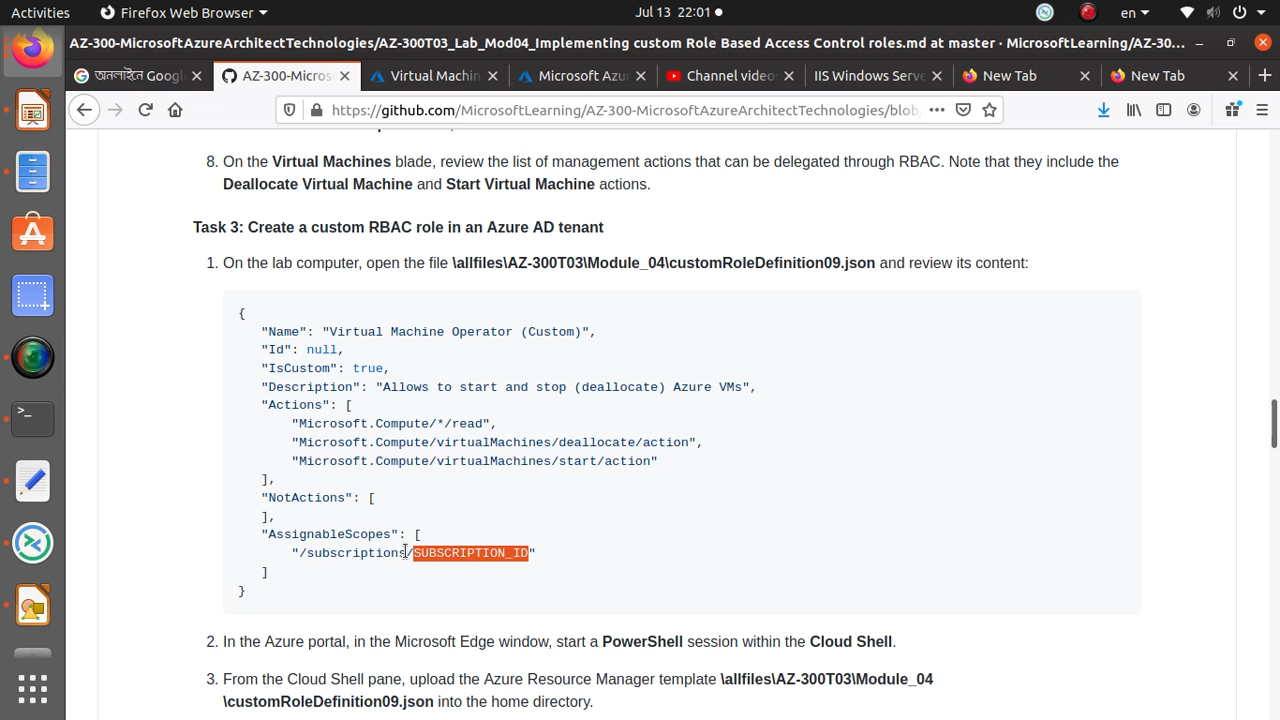 Activities
Firefox Web Browser
Jul 13 22:01
en
AZ-300-MicrosoftAzureArchitectTechnologies/AZ-300T03_Lab_Mod04_Implementing custom Role Based Access Control roles.md at master · MicrosoftLearning/AZ-30...
অনলাইন Googl
AZ-300-Micros
Virtual Machin
Microsoft Azu
Channel video
IIS Windows Serve
New Tab
New Tab
https://github.com/MicrosoftLearning/AZ-300-MicrosoftAzureArchitectTechnologies/blob
8. On the Virtual Machines blade, review the list of management actions that can be delegated through RBAC. Note that they include the
Deallocate Virtual Machine and Start Virtual Machine actions.
Task 3: Create a custom RBAC role in an Azure AD tenant
1. On the lab computer, open the file \allfiles\AZ-300T03\Module_04\customRoleDefinition09.json and review its content:
{
"Name": "Virtual Machine Operator (Custom)",
"Id": null,
"IsCustom": true,
"Description": "Allows to start and stop (deallocate) Azure VMs",
"Actions": [
"Microsoft.Compute/*/read",
"Microsoft.Compute/virtualMachines/deallocate/action",
"Microsoft.Compute/virtualMachines/start/action"
],
"NotActions": [
],
"AssignableScopes": [
"/subscriptions/SUBSCRIPTION_ID"
]
}
2. In the Azure portal, in the Microsoft Edge window, start a PowerShell session within the Cloud Shell.
3. From the Cloud Shell pane, upload the Azure Resource Manager template \allfiles\AZ-300T03\Module_04
\customRoleDefinition09.json into the home directory.